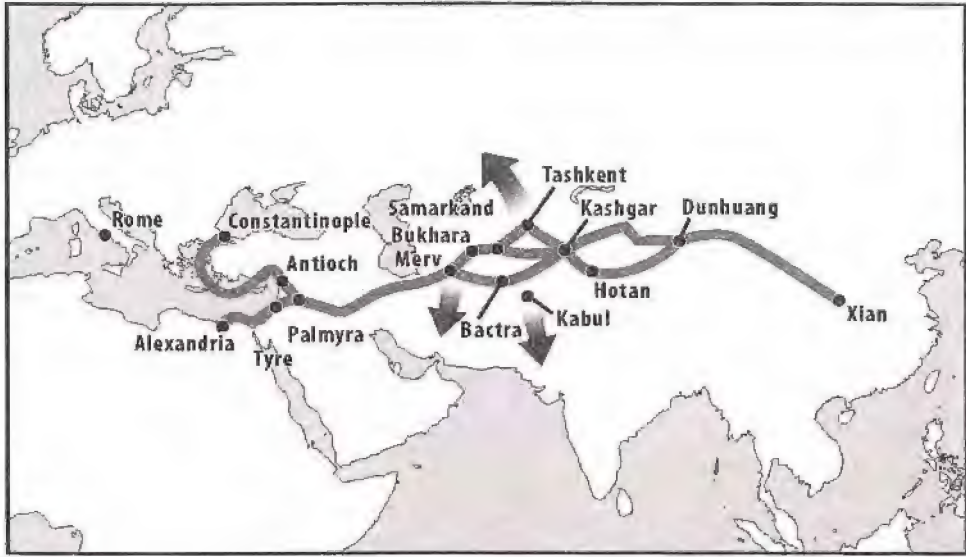 Tashkent
Samarkand
Kashgar
Dunhuang
Rome
Constantinople
Bukhara
Merv
Antioch
Hotan
Xian
Kabul
Bactra
Palmyra
Alexandria
Tyre